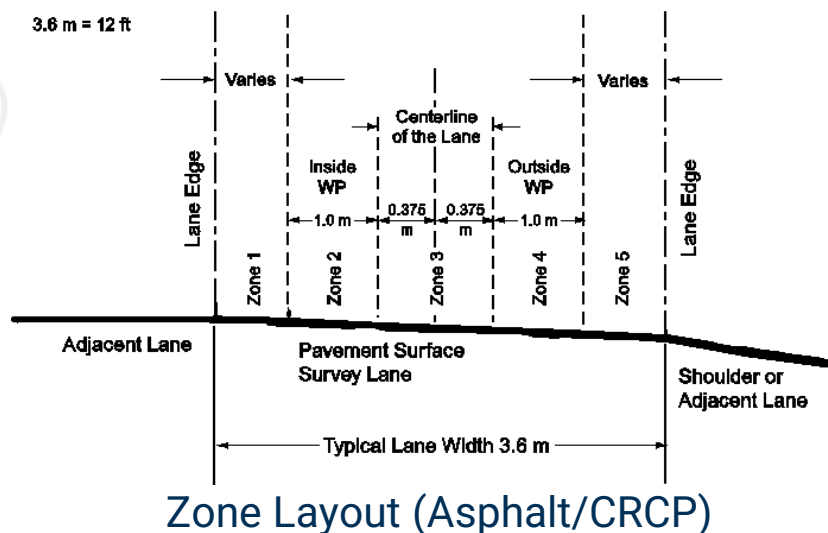 3.6 m = 12 ft
Varies
Varies
Centerline
of the Lane
Inside
WP
Outside
WP
Lane Edge
Lane Edge
1.0 m
0.375
m
0.375
m
1.0 m
Zone 1
Zone 2
Zone 3
Zone 4
Zone 5
Adjacent Lane
Pavement Surface
Survey Lane
Shoulder or
Adjacent Lane
Typical Lane Width 3.6 m
Zone Layout (Asphalt/CRCP)